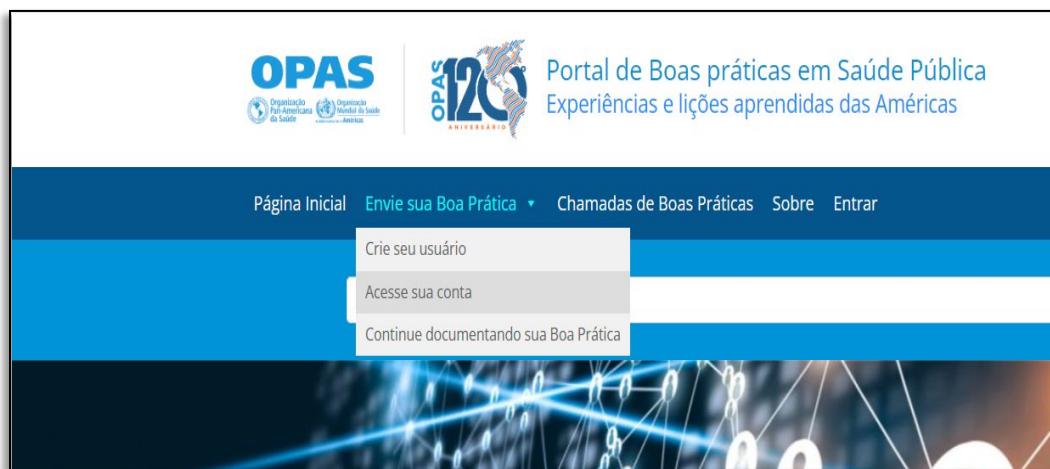 OPAS
Organização
Pan-Americana
da Saúde
Organização
Mundial da Saúde
Américas
OPAS
120
ANIVERSÁRIO
Portal de Boas práticas em Saúde Pública
Experiências e lições aprendidas das Américas
Página Inicial Envie sua Boa Prática Chamadas de Boas Práticas Sobre Entrar
Crie seu usuário
Acesse sua conta
Continue documentando sua Boa Prática